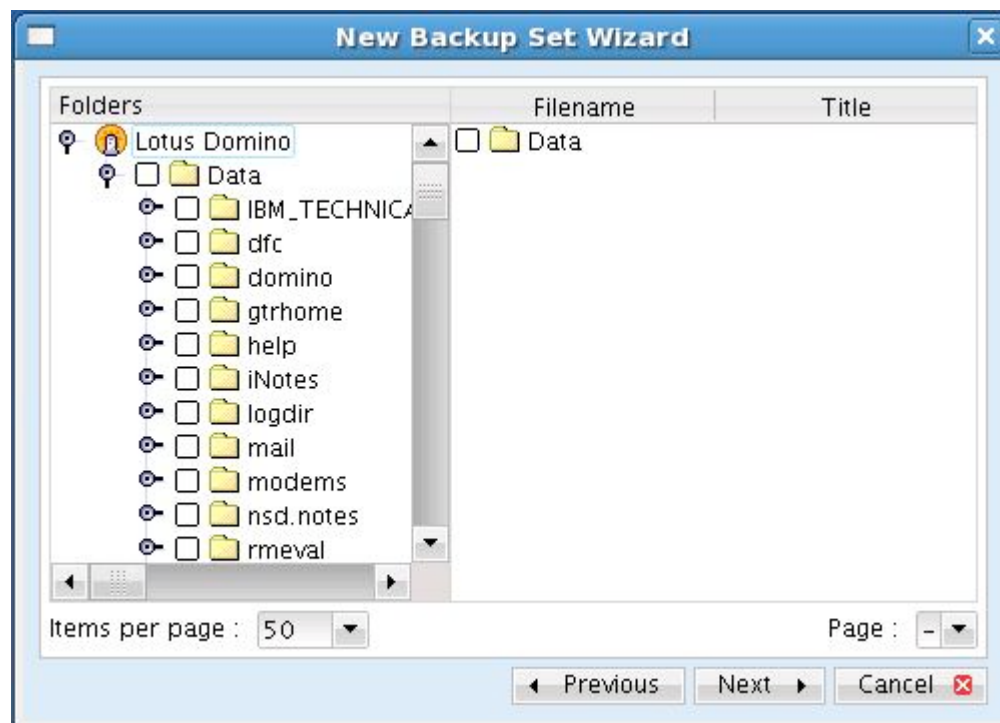 New Backup Set Wizard
Folders Filename Title
Lotus Domino
Data
IBM_TECHNICA
dfc
domino
gtrhome
help
iNotes
logdir
mail
modems
nsd.notes
rmeval
Data
Items per page : 50
Page : -
Previous Next Cancel